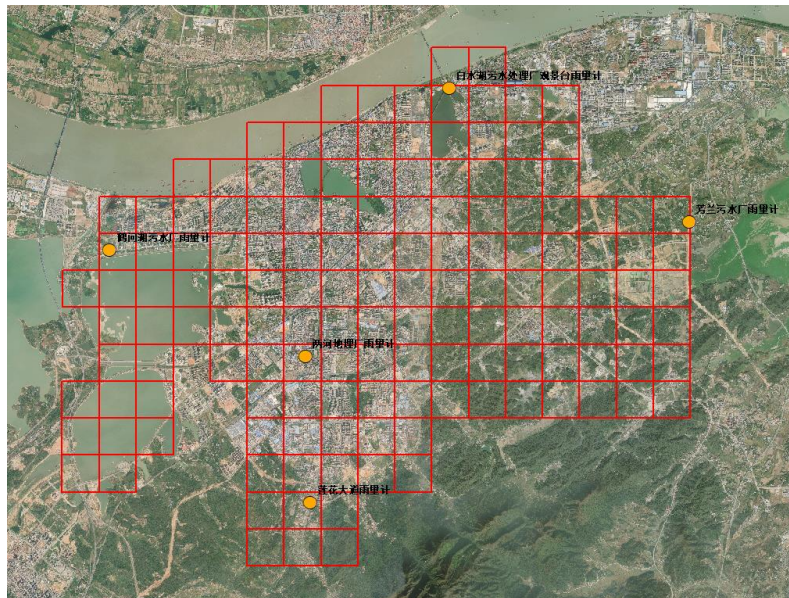 白水湖污水处理厂观景台雨量计
芳兰污水厂雨量计
鹤问湖污水厂雨量计
两河地埋厂雨量计
莲花大道雨量计